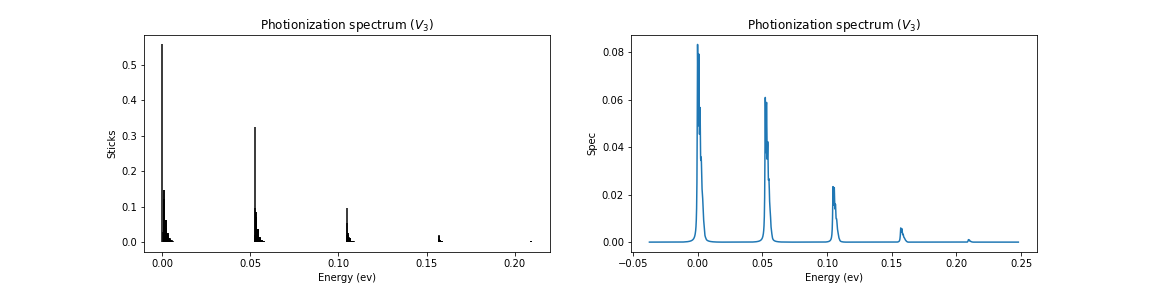 Photionization spectrum (V₃)
Sticks
0.5
0.4
0.3
0.2
0.1
0.0
0.00 0.05 0.10 0.15 0.20
Energy (ev)
Photionization spectrum (V₃)
Spec
0.08
0.06
0.04
0.02
0.00
−0.05 0.00 0.05 0.10 0.15 0.20 0.25
Energy (ev)